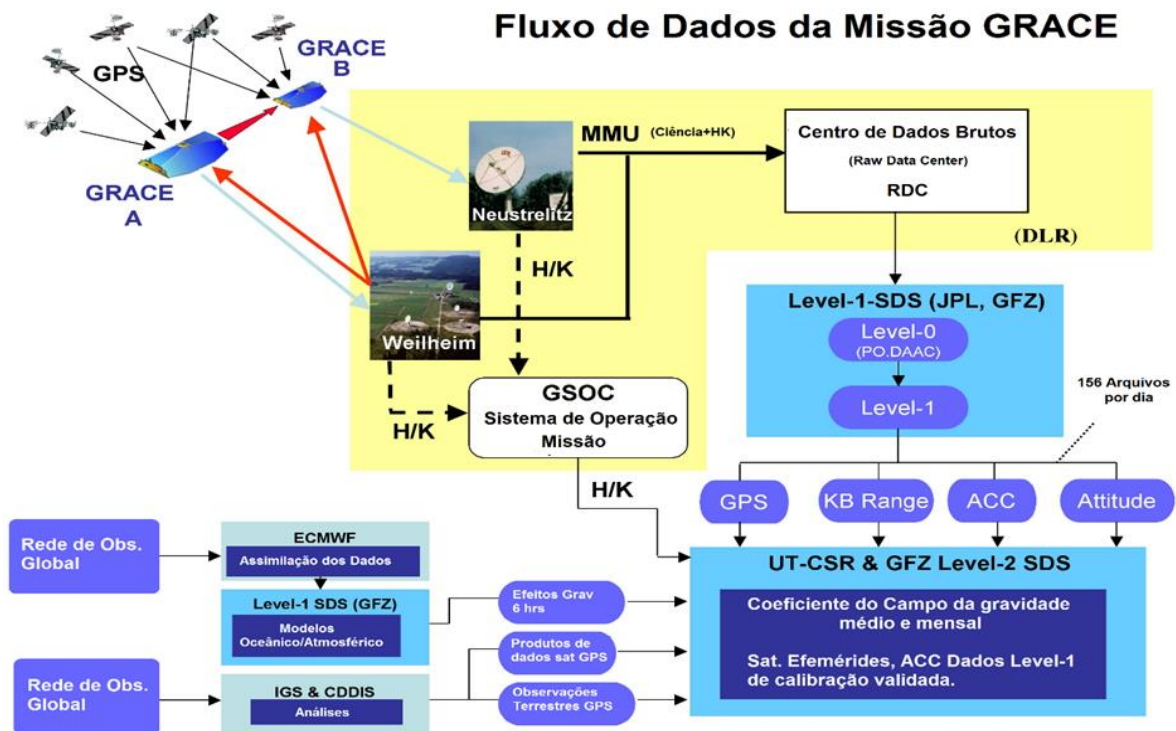 Fluxo de Dados da Missão GRACE
GPS
GRACE
B
GRACE
A
Neustrelitz
MMU (Ciência+HK)
Centro de Dados Brutos
(Raw Data Center)
RDC
(DLR)
H/K
Weilheim
H/K
GSOC
Sistema de Operação
Missão
H/K
Level-1-SDS (JPL, GFZ)
Level-0
(PO.DAAC)
Level-1
156 Arquivos
por dia
GPS
KB Range
ACC
Attitude
Rede de Obs.
Global
ECMWF
Assimilação dos Dados
Level-1 SDS (GFZ)
Modelos
Oceânico/Atmosférico
Efeitos Grav
6 hrs
Rede de Obs.
Global
IGS & CDDIS
Análises
Produtos de
dados sat GPS
Observações
Terrestres GPS
UT-CSR & GFZ Level-2 SDS
Coeficiente do Campo da gravidade
médio e mensal
Sat. Efemérides, ACC Dados Level-1
de calibração validada.